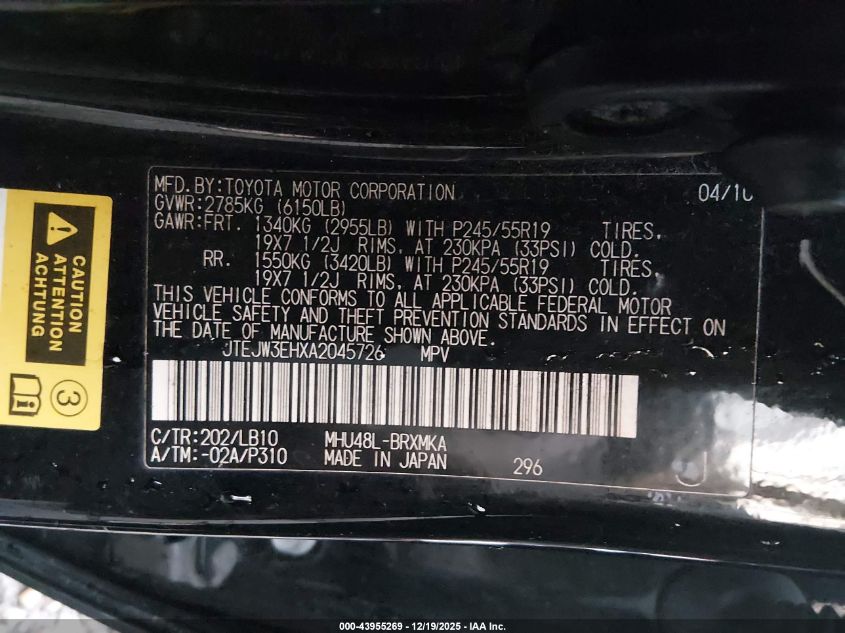 MFD.BY:TOYOTA MOTOR CORPORATION 04/10
GVWR:2785KG (6150LB)
GAWR:FRT. 1340KG (2955LB) WITH P245/55R19 TIRES,
19X7 1/2J RIMS, AT 230KPA (33PSI) COLD.
RR. 1550KG (3420LB) WITH P245/55R19 TIRES,
19X7 1/2J RIMS, AT 230KPA (33PSI) COLD.
THIS VEHICLE CONFORMS TO ALL APPLICABLE FEDERAL MOTOR
VEHICLE SAFETY AND THEFT PREVENTION STANDARDS IN EFFECT ON
THE DATE OF MANUFACTURE SHOWN ABOVE.
JTEJW3EHXA2045726 MPV
C/TR:202/LB10 MHU48L-BRXMKA
A/TM:-02A/P310 MADE IN JAPAN 296
J
CAUTION
ATTENTION
ACHTUNG
3
000-43955269 - 12/19/2025 - IAA Inc.